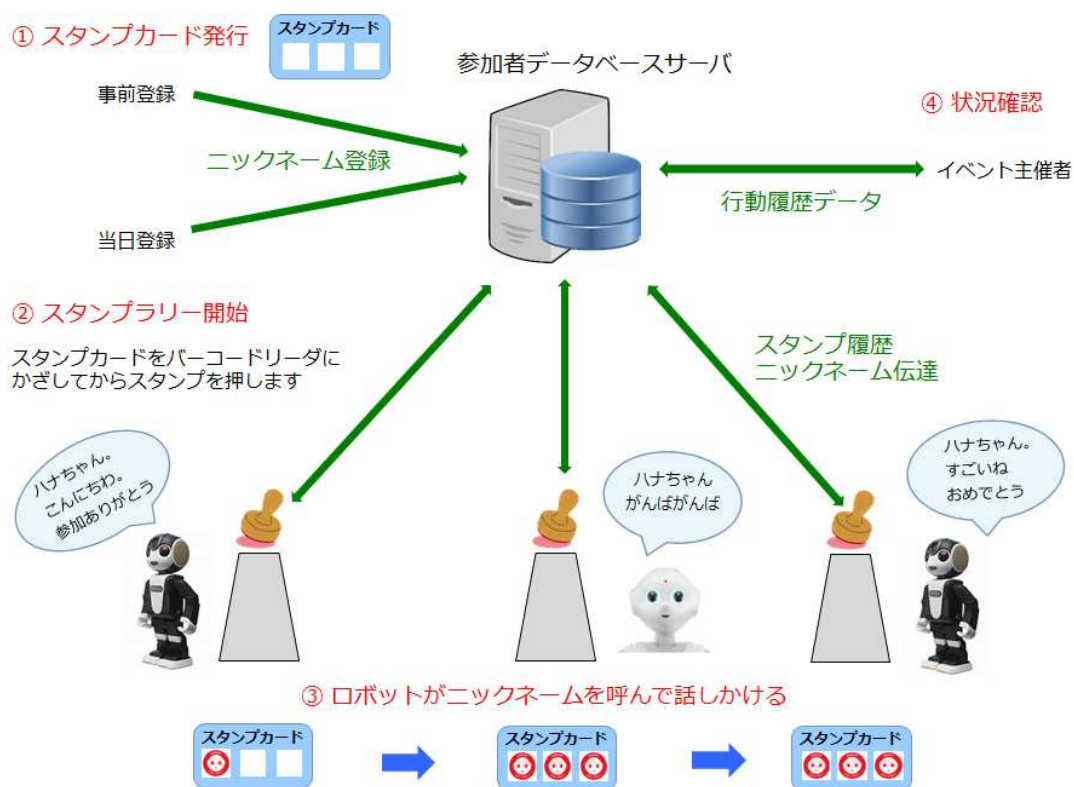 ① スタンプカード発行
スタンプカード
参加者データベースサーバ
事前登録
ニックネーム登録
当日登録
④ 状況確認
イベント主催者
行動履歴データ
② スタンプラリー開始
スタンプカードをバーコードリーダに
かざしてからスタンプを押します
スタンプ履歴
ニックネーム伝達
ハナちゃん。
こんにちわ。
参加ありがとう
ハナちゃん
がんばがんば
ハナちゃん。
すごいね
おめでとう
③ ロボットがニックネームを呼んで話しかける
スタンプカード
スタンプカード
スタンプカード